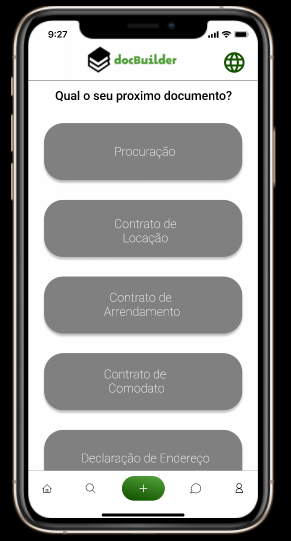 9:27
docBuilder
Qual o seu proximo documento?
Procuração
Contrato de
Locação
Contrato de
Arrendamento
Contrato de
Comodato
Declaração de Endereço